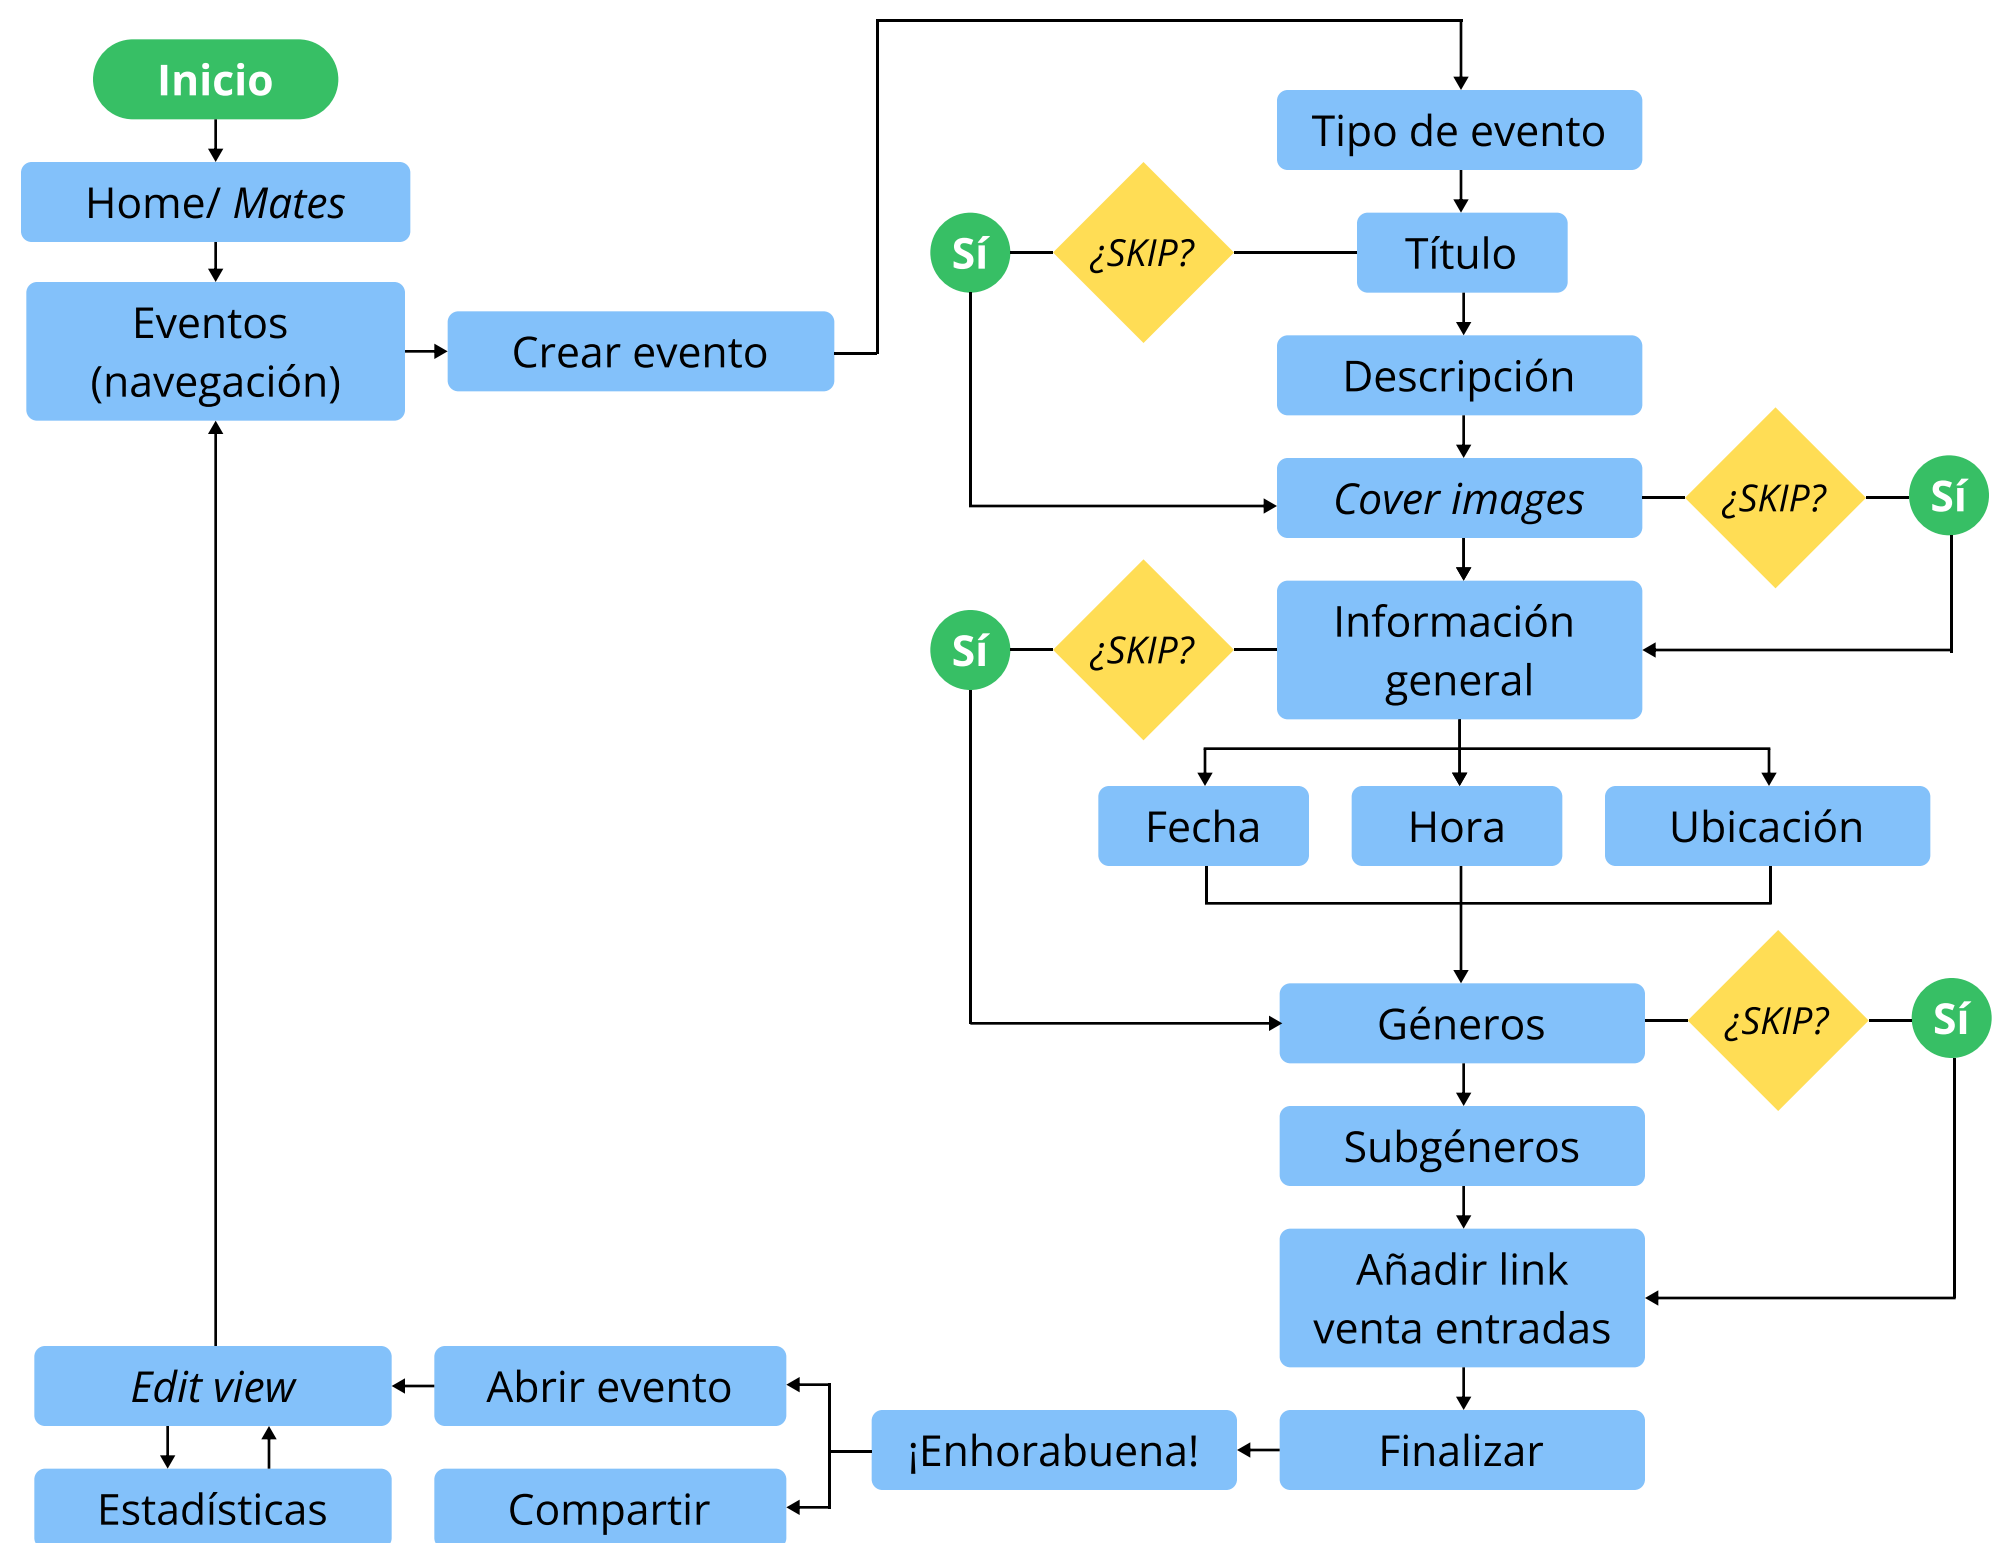 Inicio
Home/ Mates
Eventos
(navegación)
Crear evento
Tipo de evento
Título
¿SKIP?
Sí
Descripción
Cover images
¿SKIP?
Sí
Información
general
¿SKIP?
Sí
Fecha
Hora
Ubicación
Géneros
¿SKIP?
Sí
Subgéneros
Añadir link
venta entradas
Finalizar
¡Enhorabuena!
Abrir evento
Compartir
Edit view
Estadísticas